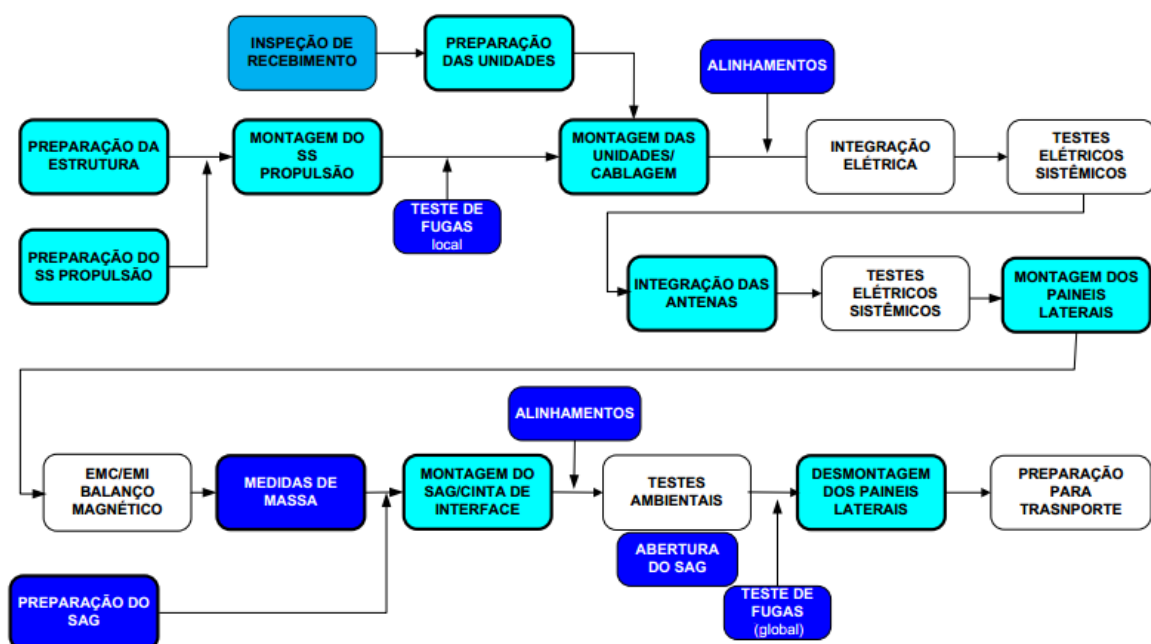 INSPEÇÃO DE
RECEBIMENTO
PREPARAÇÃO
DAS UNIDADES
ALINHAMENTOS
PREPARAÇÃO DA
ESTRUTURA
MONTAGEM DO
SS
PROPULSÃO
MONTAGEM DAS
UNIDADES/
CABLAGEM
INTEGRAÇÃO
ELÉTRICA
TESTES
ELÉTRICOS
SISTÊMICOS
TESTE DE
FUGAS
local
PREPARAÇÃO DO
SS PROPULSÃO
INTEGRAÇÃO DAS
ANTENAS
TESTES
ELÉTRICOS
SISTÊMICOS
MONTAGEM DOS
PAINEIS
LATERAIS
ALINHAMENTOS
EMC/EMI
BALANÇO
MAGNÉTICO
MEDIDAS DE
MASSA
MONTAGEM DO
SAG/CINTA DE
INTERFACE
TESTES
AMBIENTAIS
DESMONTAGEM
DOS PAINEIS
LATERAIS
PREPARAÇÃO
PARA
TRASNPORTE
ABERTURA
DO SAG
PREPARAÇÃO DO
SAG
TESTE DE
FUGAS
(global)